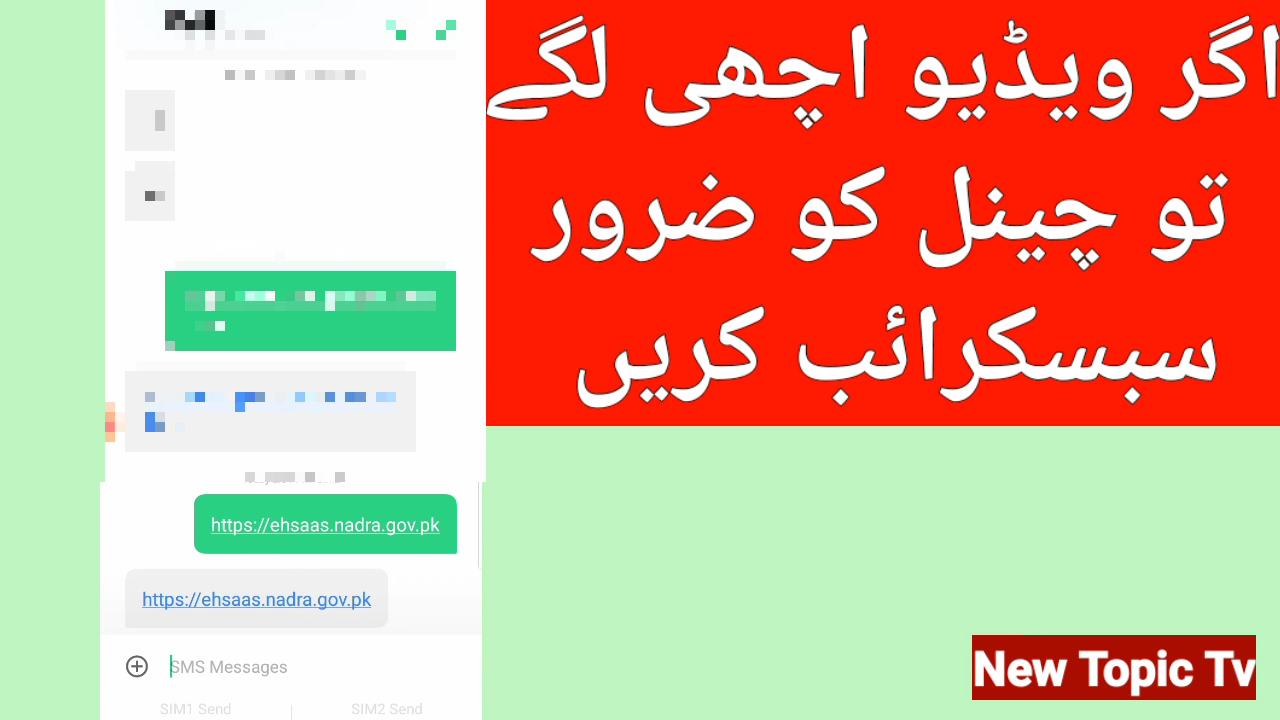 اگر ویڈیو اچھی لگے
تو چینل کو ضرور
سبسکرائب کریں
https://ehsaas.nadra.gov.pk
https://ehsaas.nadra.gov.pk
SMS Messages
SIM1 Send
SIM2 Send
New Topic Tv